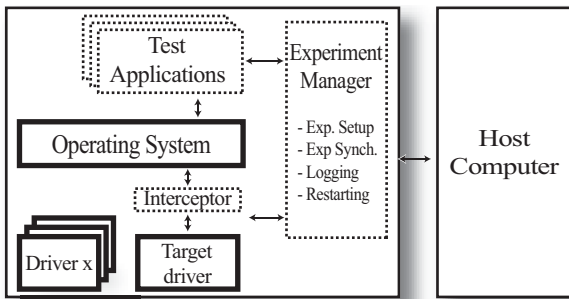 Test
Applications
Experiment
Manager
- Exp. Setup
- Exp Synch.
- Logging
- Restarting
Operating System
Interceptor
Target
driver
Driver x
Host
Computer